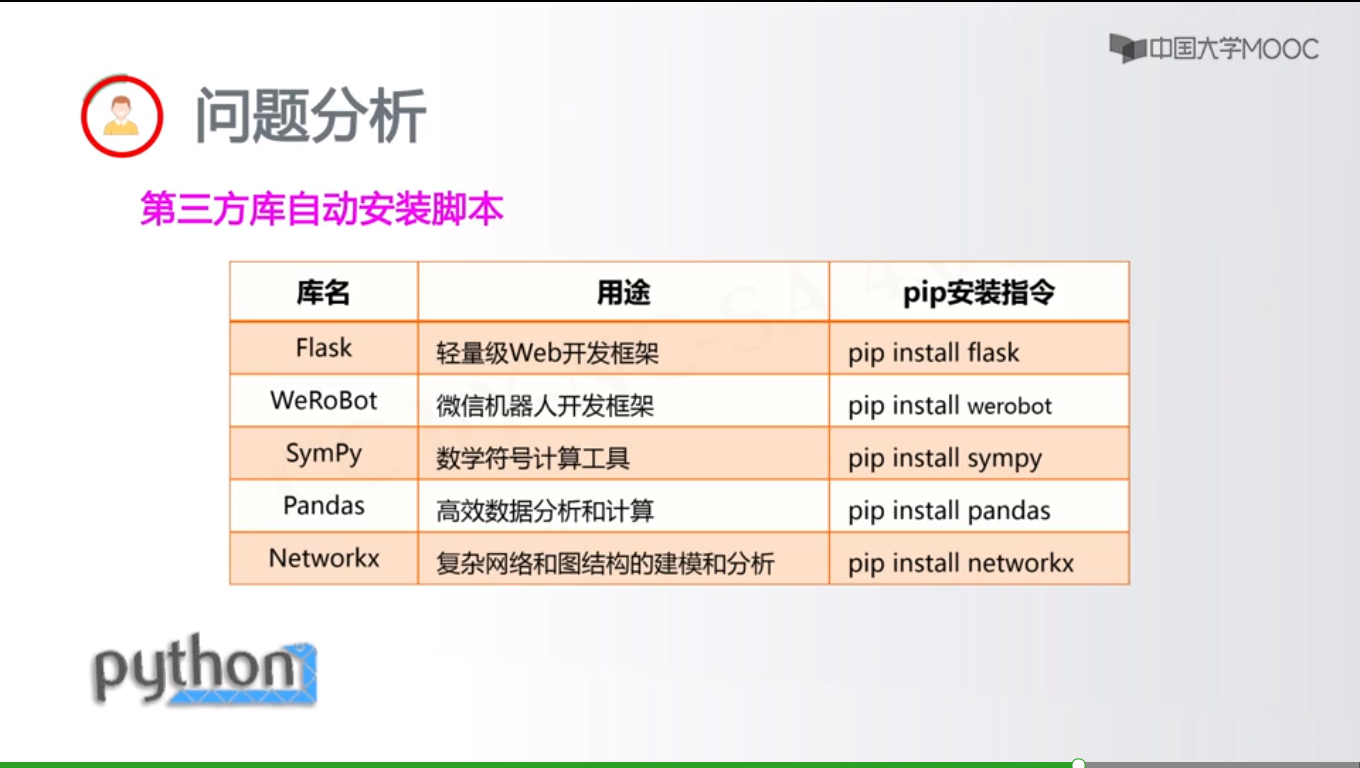 中国大学MOOC
问题分析
第三方库自动安装脚本
库名 用途 pip安装指令
Flask 轻量级Web开发框架 pip install flask
WeRoBot 微信机器人开发框架 pip install werobot
SymPy 数学符号计算工具 pip install sympy
Pandas 高效数据分析和计算 pip install pandas
Networkx 复杂网络和图结构的建模和分析 pip install networkx
python